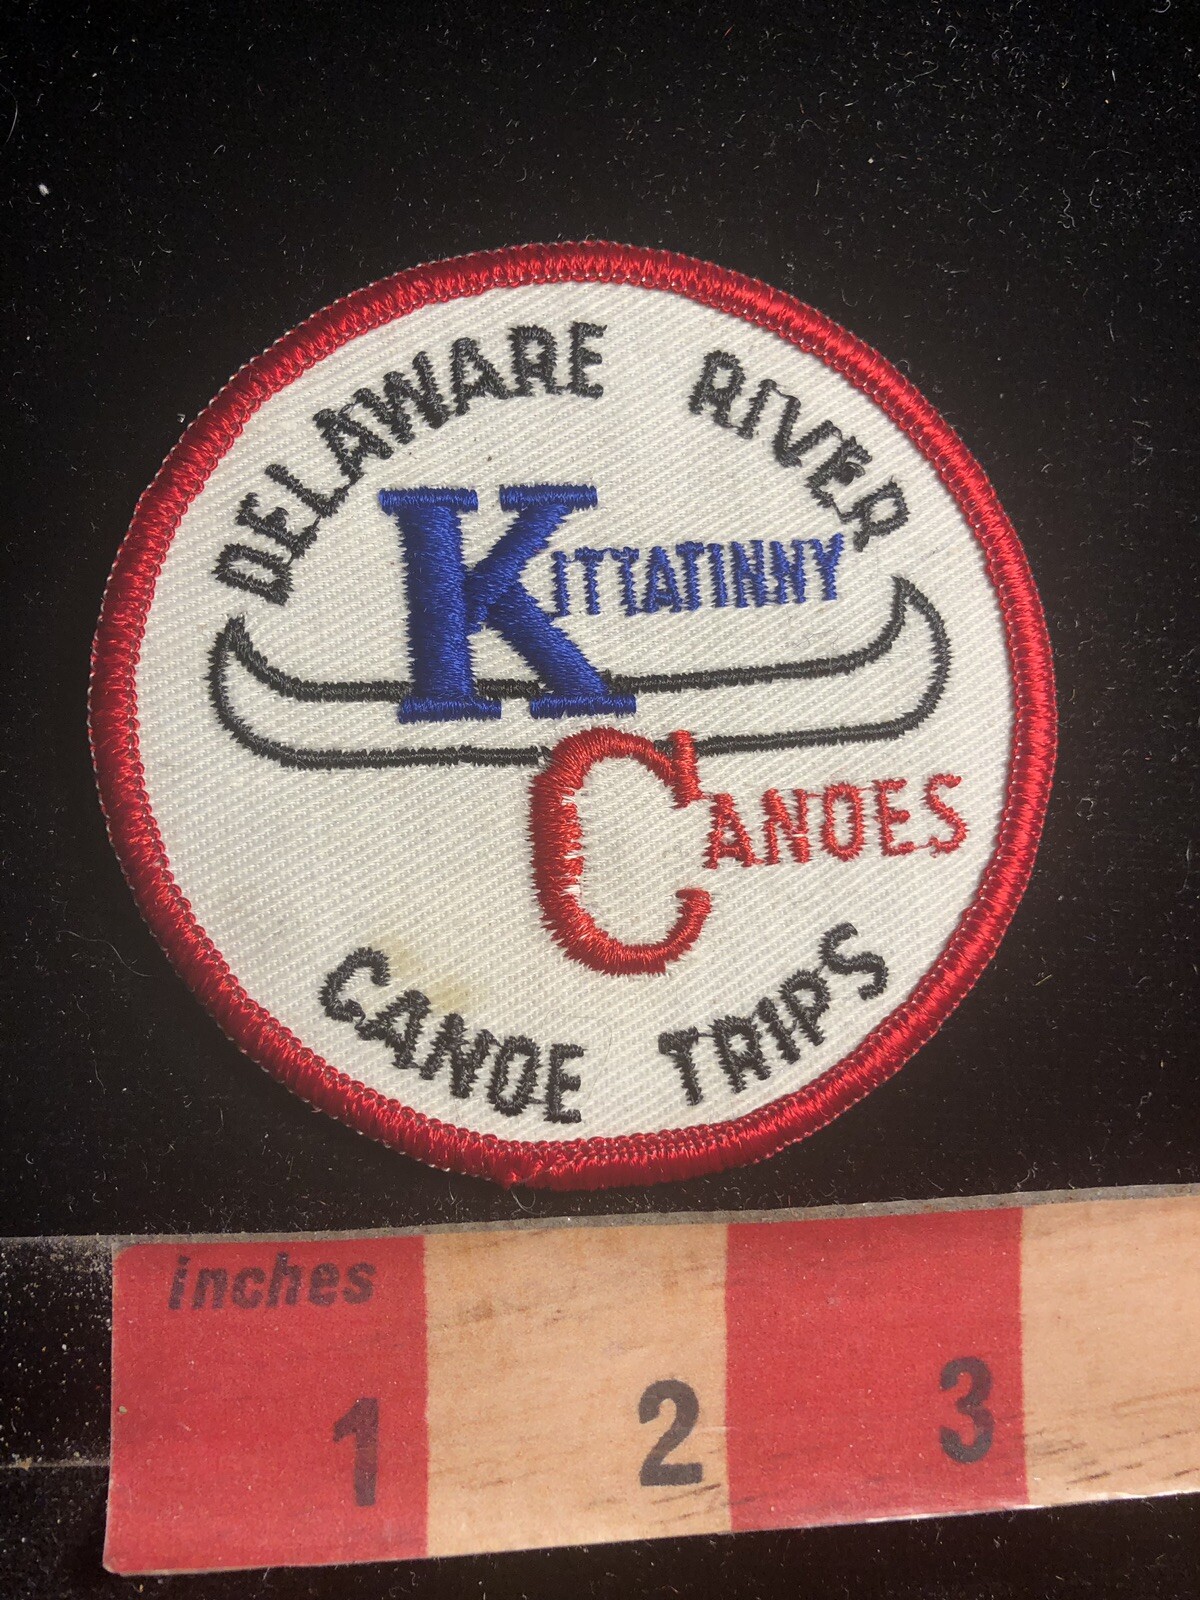 DELAWARE RIVER
KITTATINNY
CANOES
CANOE TRIPS
inches
1 2 3